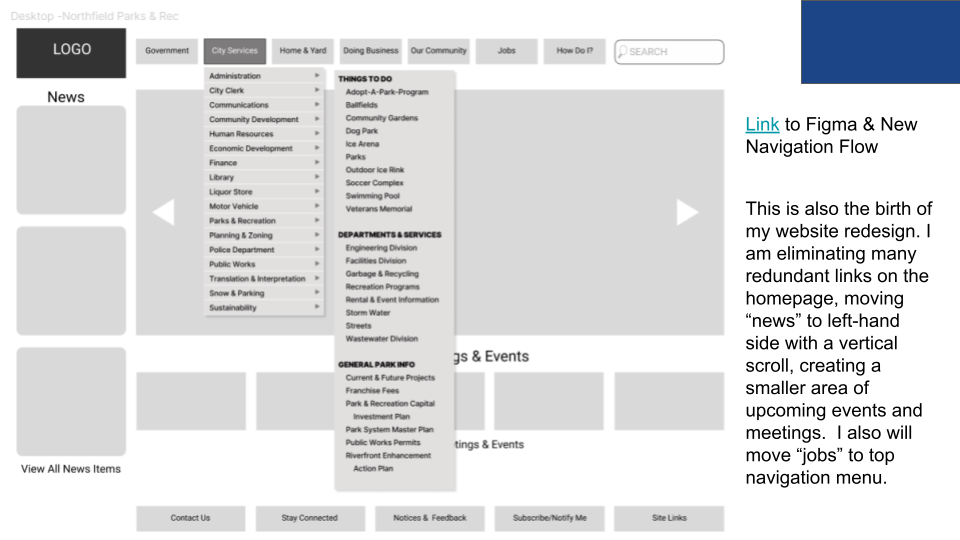 Desktop -Northfield Parks & Rec
LOGO
Government
City Services
Home & Yard
Doing Business
Our Community
Jobs
How Do I?
SEARCH
News
Administration
City Clerk
Communications
Community Development
Human Resources
Economic Development
Finance
Library
Liquor Store
Motor Vehicle
Parks & Recreation
Planning & Zoning
Police Department
Public Works
Translation & Interpretation
Snow & Parking
Sustainability
THINGS TO DO
Adopt-A-Park-Program
Ballfields
Community Gardens
Dog Park
Ice Arena
Parks
Outdoor Ice Rink
Soccer Complex
Swimming Pool
Veterans Memorial
DEPARTMENTS & SERVICES
Engineering Division
Facilities Division
Garbage & Recycling
Recreation Programs
Rental & Event Information
Storm Water
Streets
Wastewater Division
GENERAL PARK INFO
Current & Future Projects
Franchise Fees
Park & Recreation Capital
Investment Plan
Park System Master Plan
Public Works Permits
Riverfront Enhancement
Action Plan
gs & Events
tings & Events
View All News Items
Contact Us
Stay Connected
Notices & Feedback
Subscribe/Notify Me
Site Links
Link to Figma & New
Navigation Flow
This is also the birth of
my website redesign. I
am eliminating many
redundant links on the
homepage, moving
“news” to left-hand
side with a vertical
scroll, creating a
smaller area of
upcoming events and
meetings.  I also will
move “jobs” to top
navigation menu.